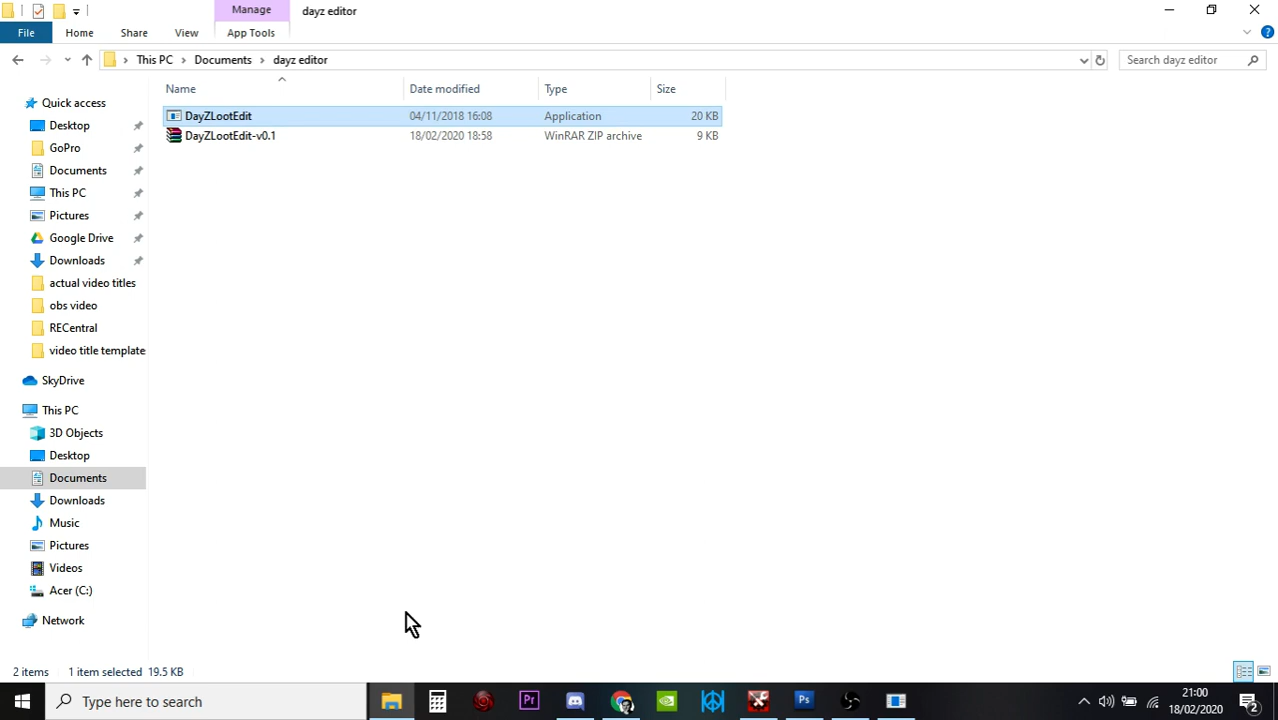 Manage
dayz editor
File
Home
Share
View
App Tools
This PC
Documents
dayz editor
Search dayz editor
Name
Date modified
Type
Size
DayZLootEdit
04/11/2018 16:08
Application
20 KB
DayZLootEdit-v0.1
18/02/2020 18:58
WinRAR ZIP archive
9 KB
Quick access
Desktop
GoPro
Documents
This PC
Pictures
Google Drive
Downloads
actual video titles
obs video
RECentral
video title template
SkyDrive
This PC
3D Objects
Desktop
Documents
Downloads
Music
Pictures
Videos
Acer (C:)
Network
2 items
1 item selected 19.5 KB
Type here to search
Pr
Ps
21:00
18/02/2020
2